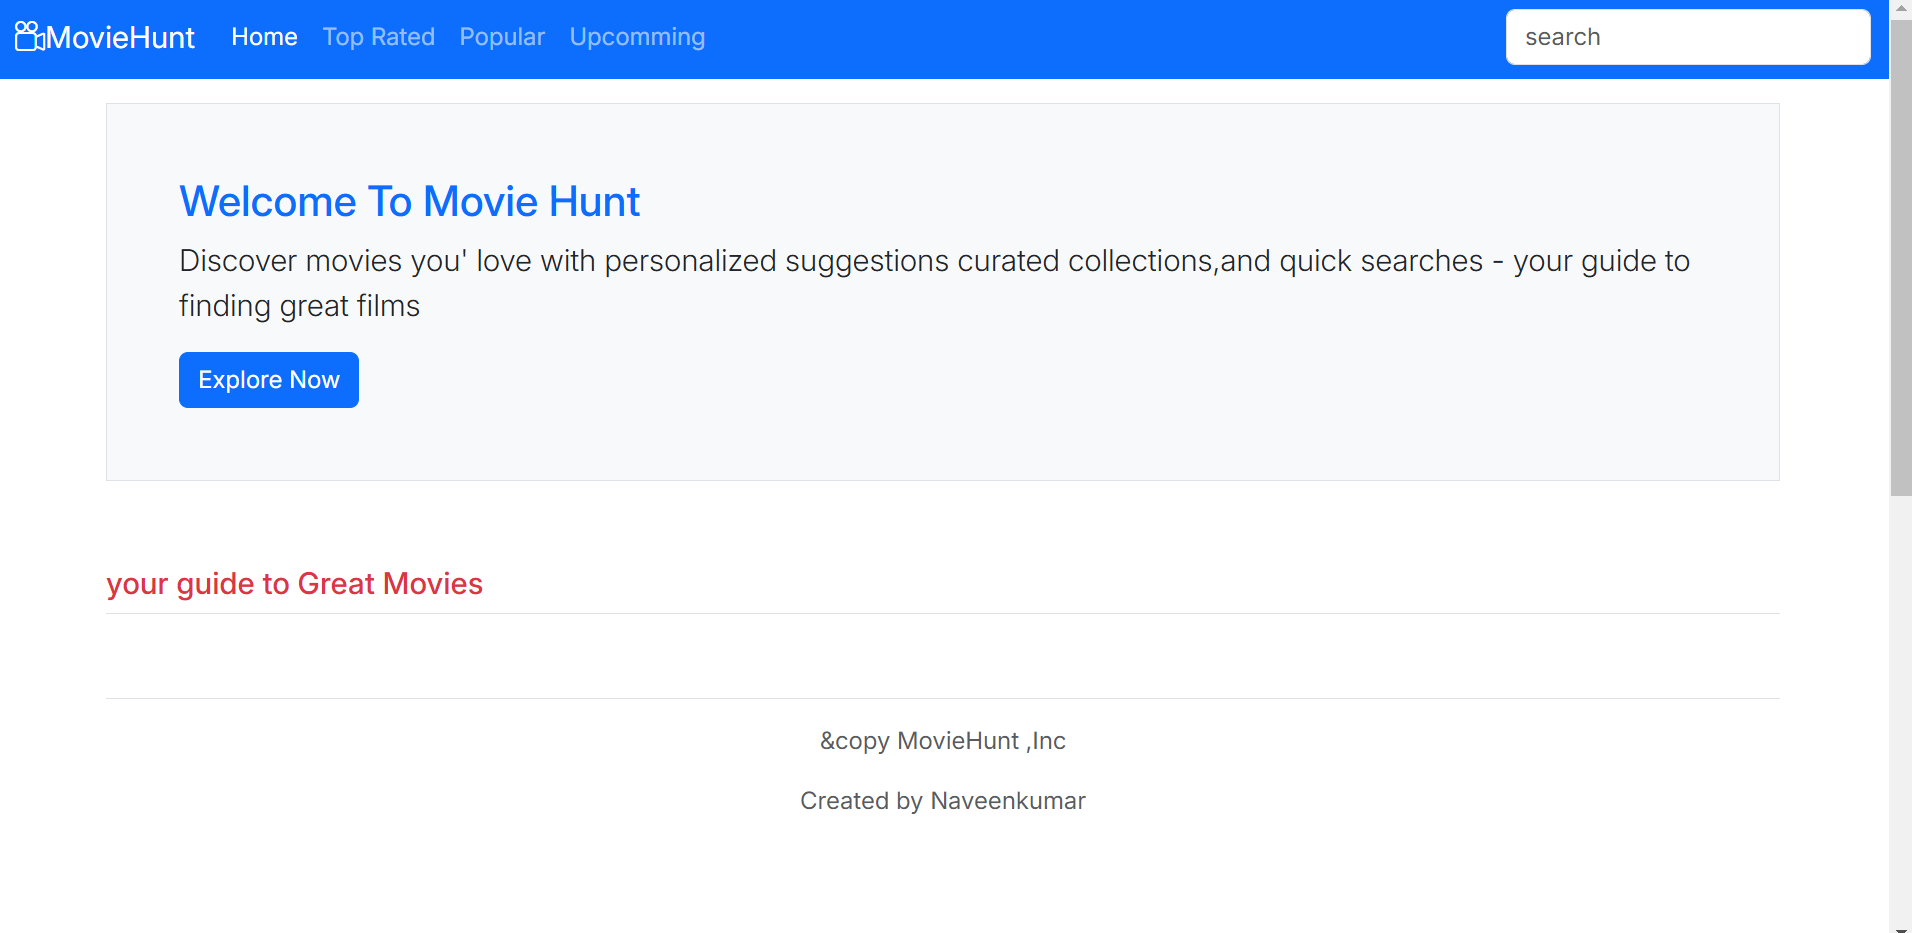 MovieHunt Home Top Rated Popular Upcomming search
Welcome To Movie Hunt
Discover movies you' love with personalized suggestions curated collections,and quick searches - your guide to
finding great films
Explore Now
your guide to Great Movies
&copy MovieHunt ,Inc
Created by Naveenkumar